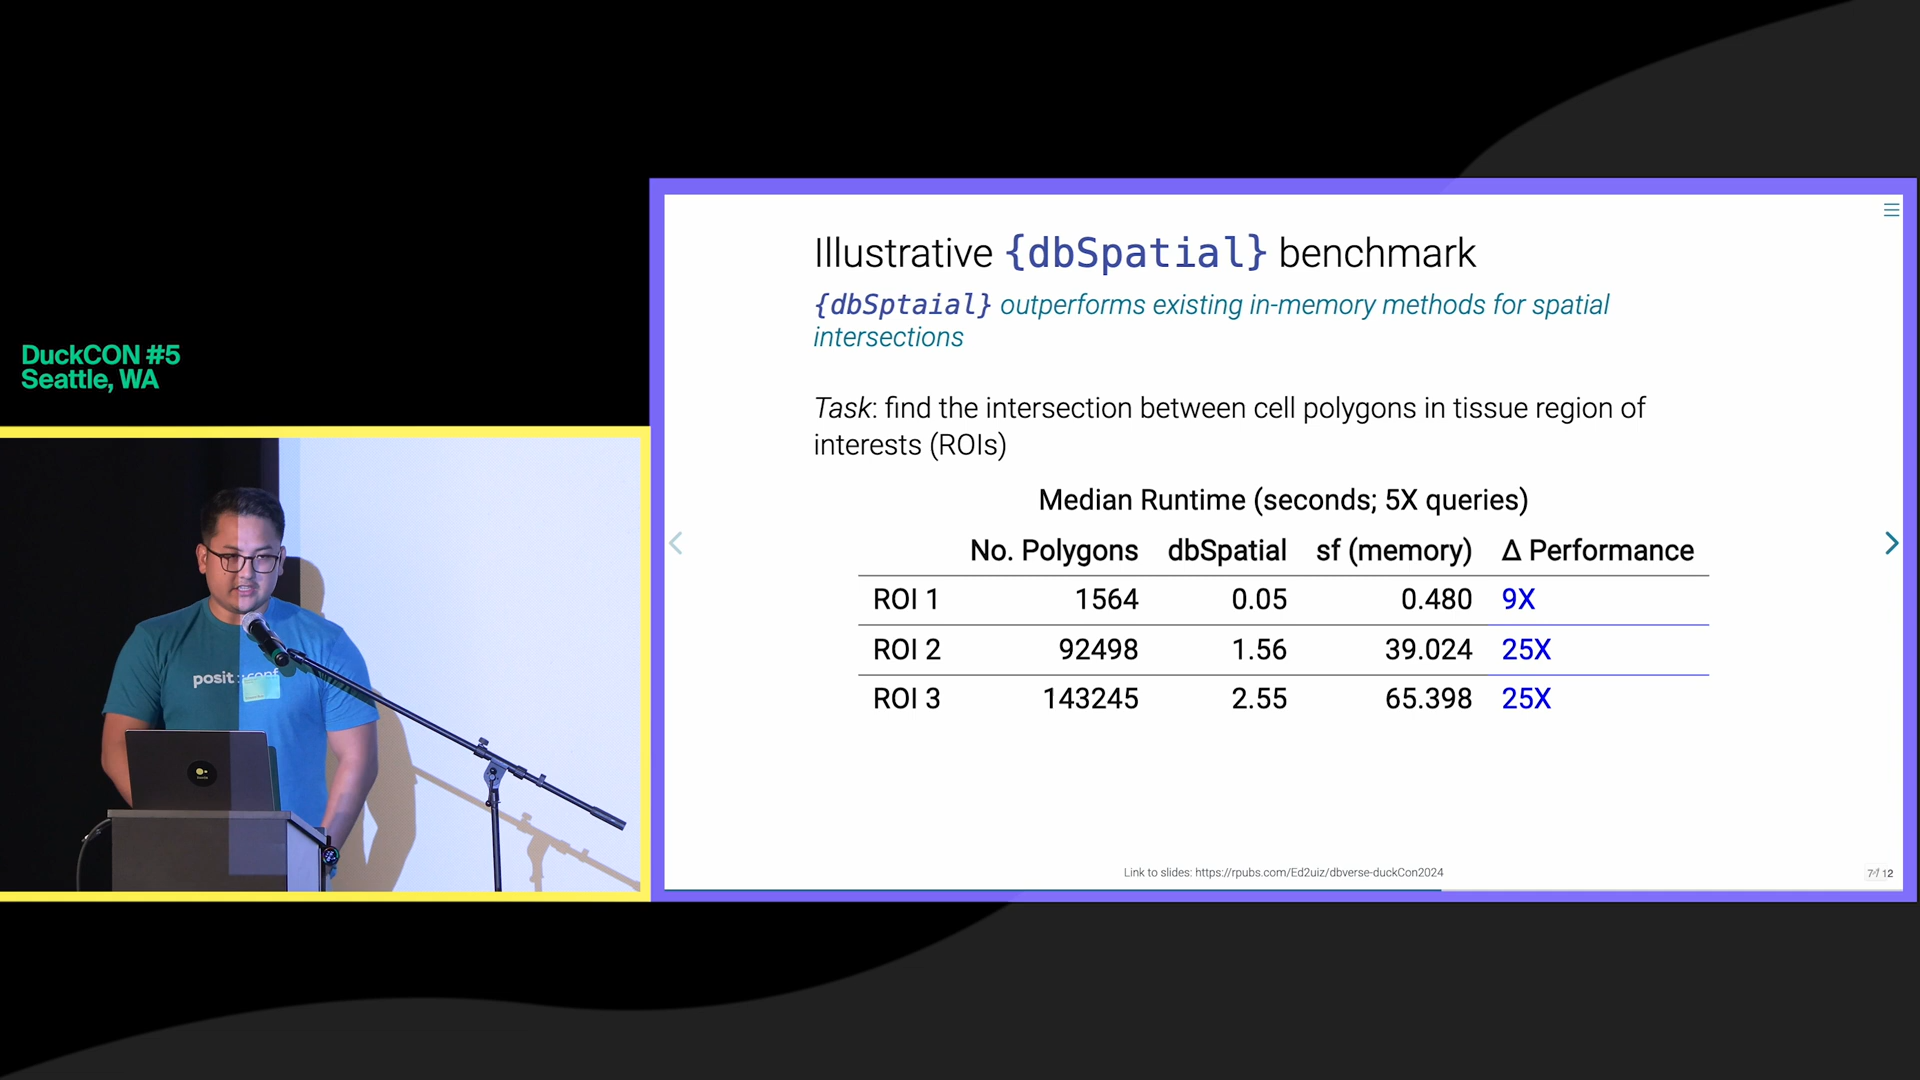 DuckCON #5
Seattle, WA
posit::conf
Illustrative {dbSpatial} benchmark
{dbSptaial} outperforms existing in-memory methods for spatial
intersections
Task: find the intersection between cell polygons in tissue region of
interests (ROIs)
Median Runtime (seconds; 5X queries)
No. Polygons dbSpatial sf (memory) Δ Performance
ROI 1 1564 0.05 0.480 9X
ROI 2 92498 1.56 39.024 25X
ROI 3 143245 2.55 65.398 25X
Link to slides: https://rpubs.com/Ed2uiz/dbverse-duckCon2024
7 / 12